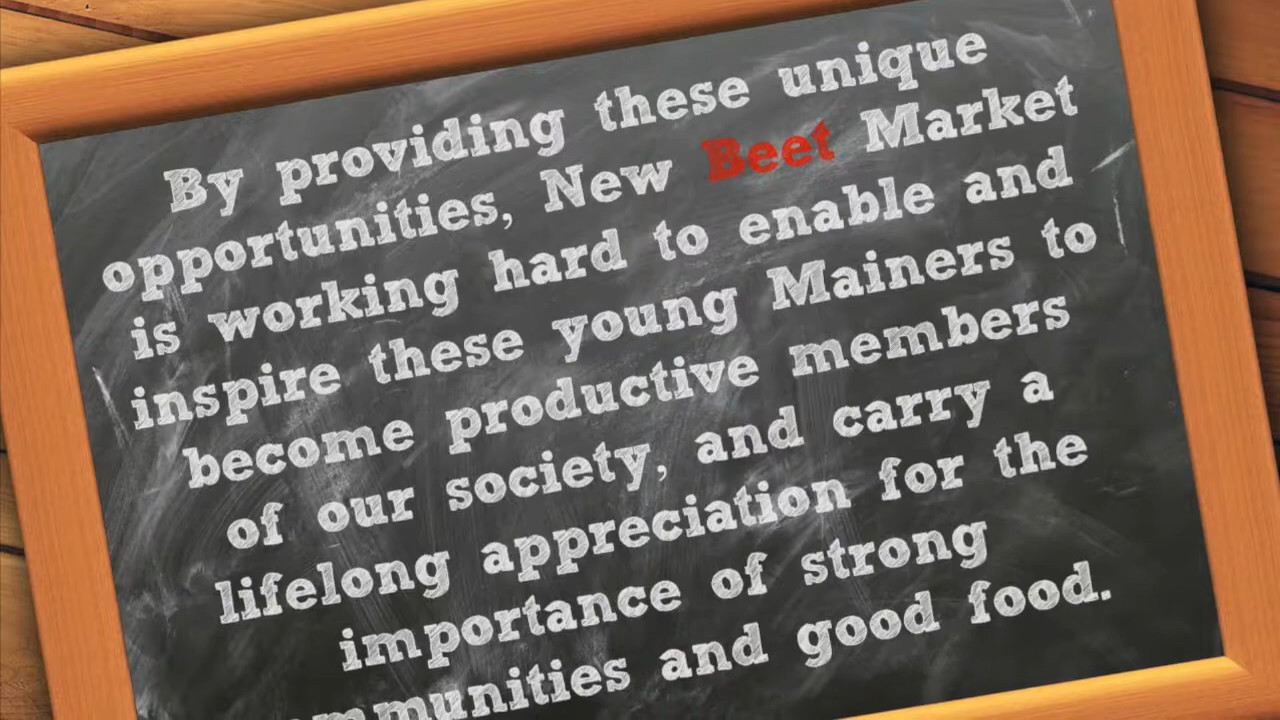 By providing these unique
opportunities, New Beet Market
is working hard to enable and
inspire these young Mainers to
become productive members
of our society, and carry a
lifelong appreciation for the
importance of strong
mmunities and good food.